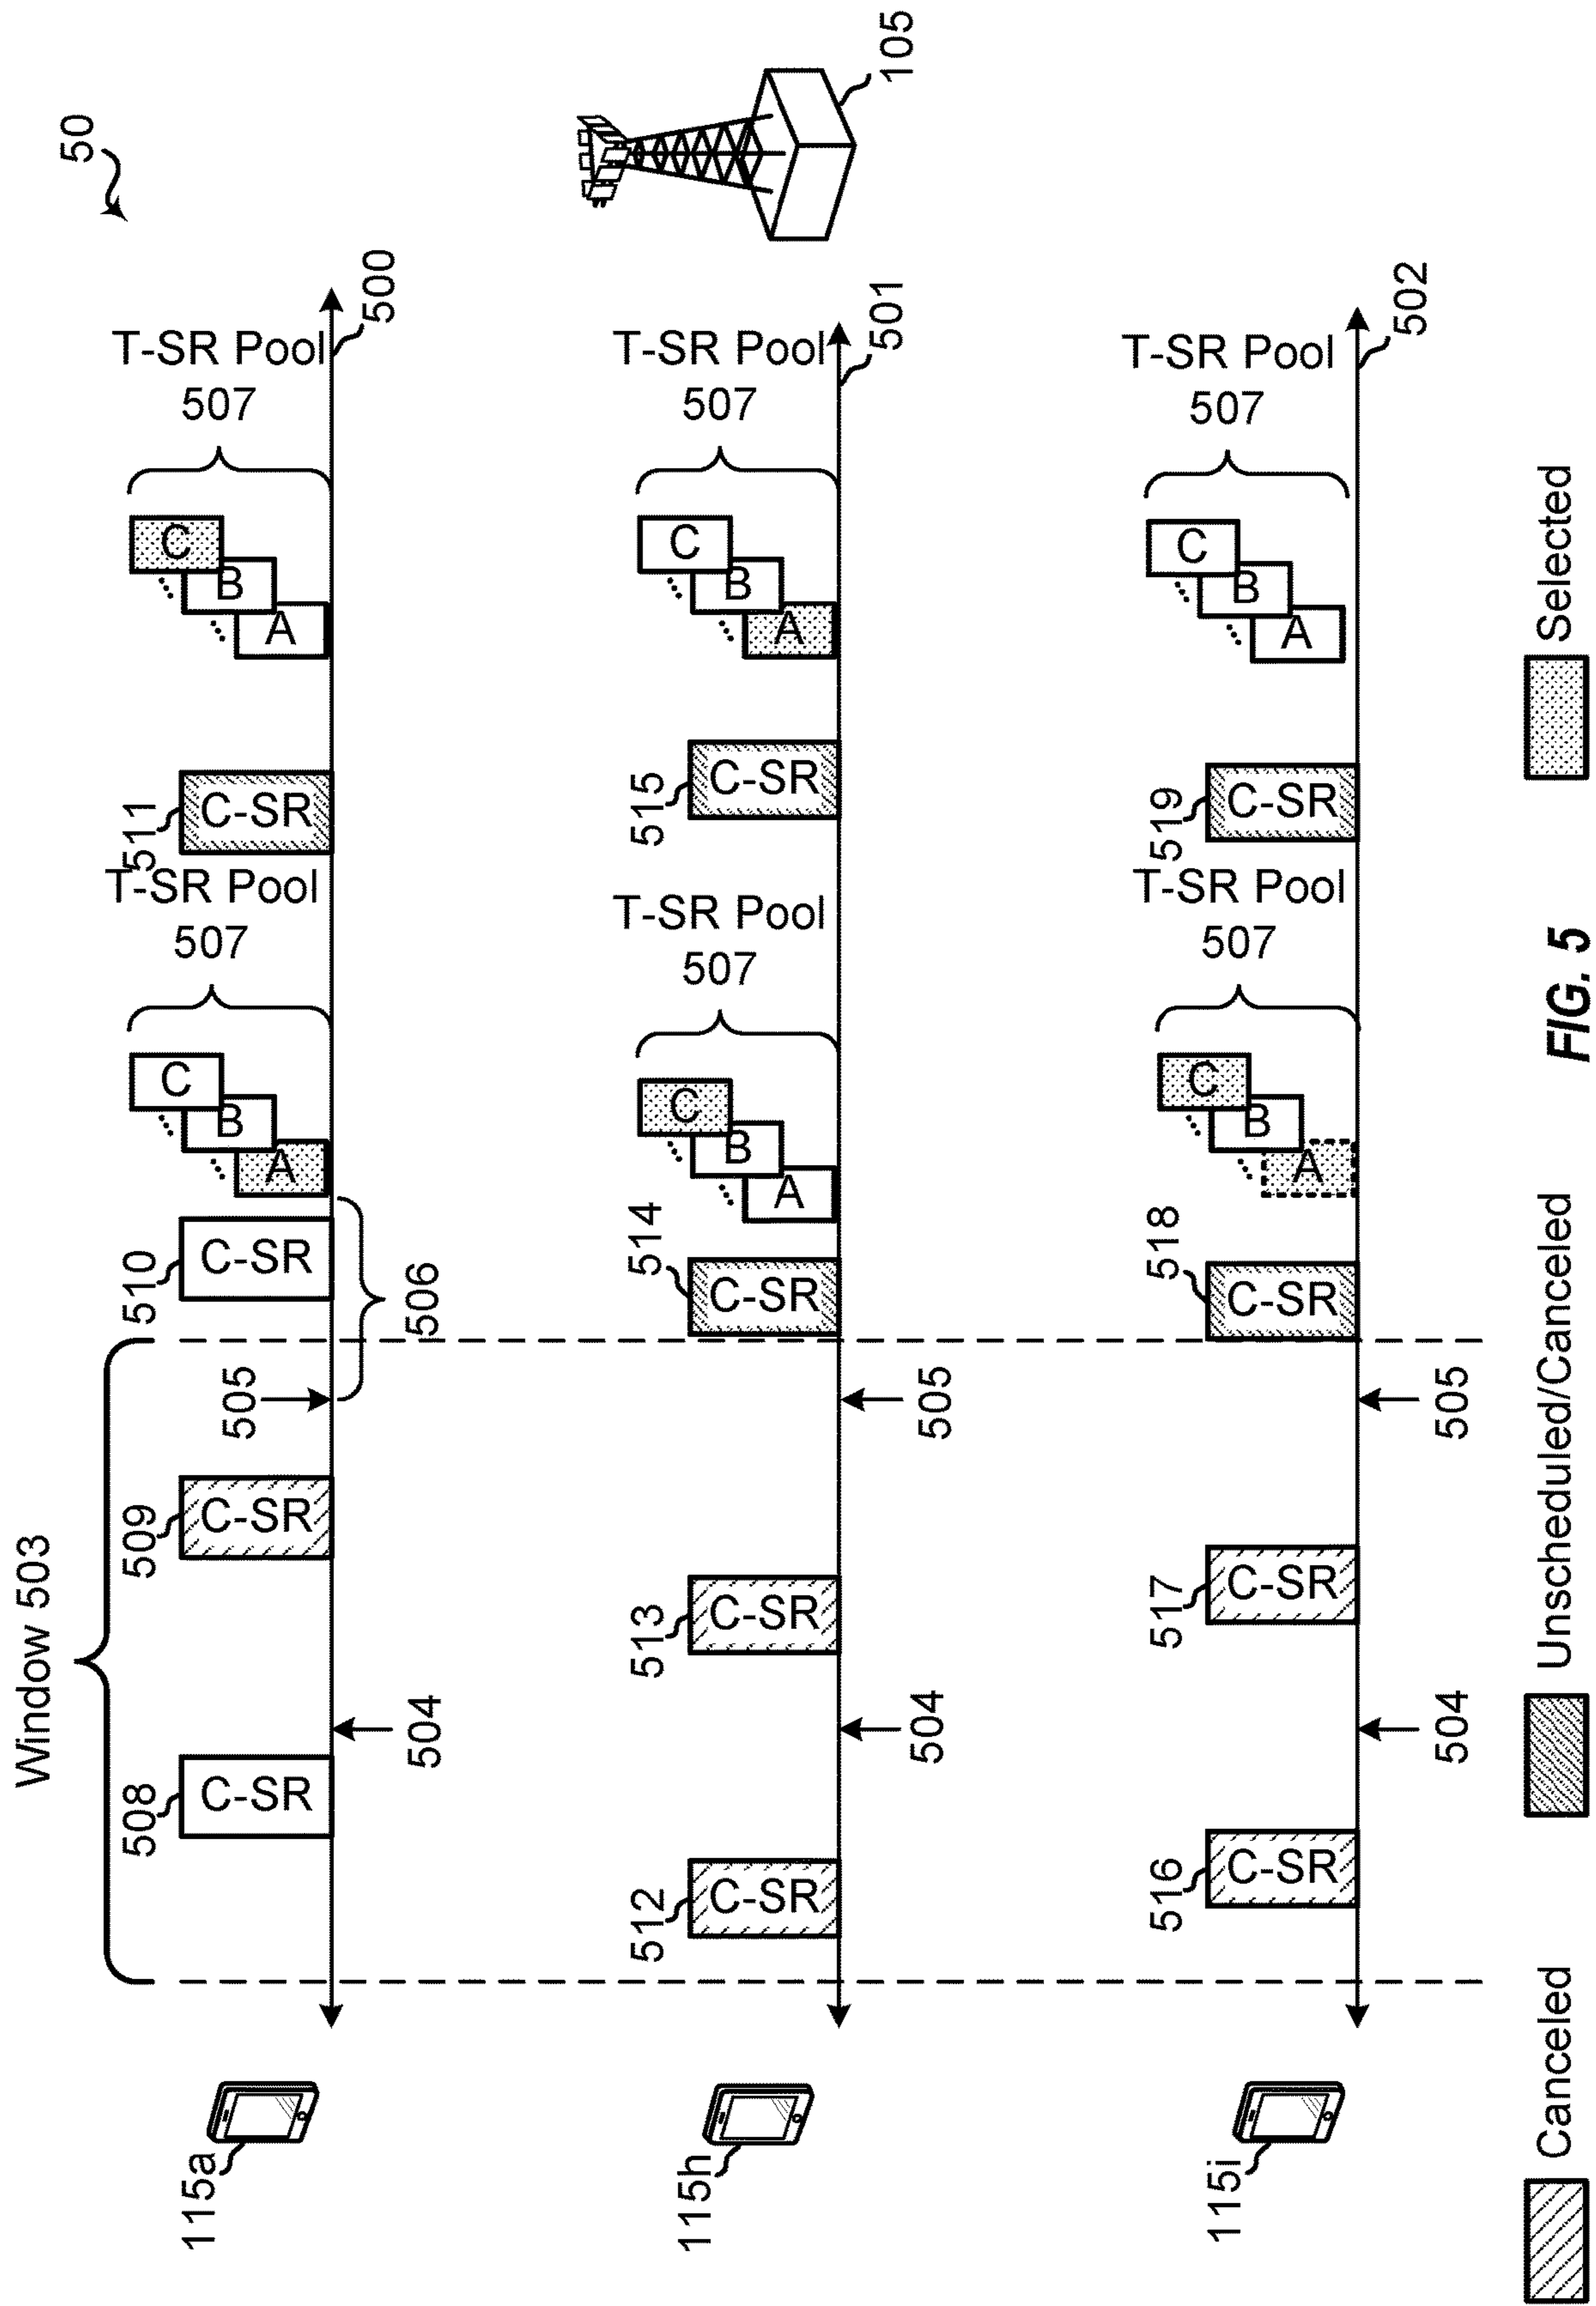 50
Window 503
115a
508
C-SR
504
509
C-SR
505
506
510
C-SR
A
B
C
T-SR Pool
507
511
C-SR
A
B
C
T-SR Pool
507
500
115h
512
C-SR
504
513
C-SR
505
514
C-SR
A
B
C
T-SR Pool
507
515
C-SR
A
B
C
T-SR Pool
507
501
105
115i
516
C-SR
504
517
C-SR
505
518
C-SR
A
B
C
T-SR Pool
507
519
C-SR
A
B
C
T-SR Pool
507
502
Canceled
Unscheduled/Canceled
Selected
FIG. 5